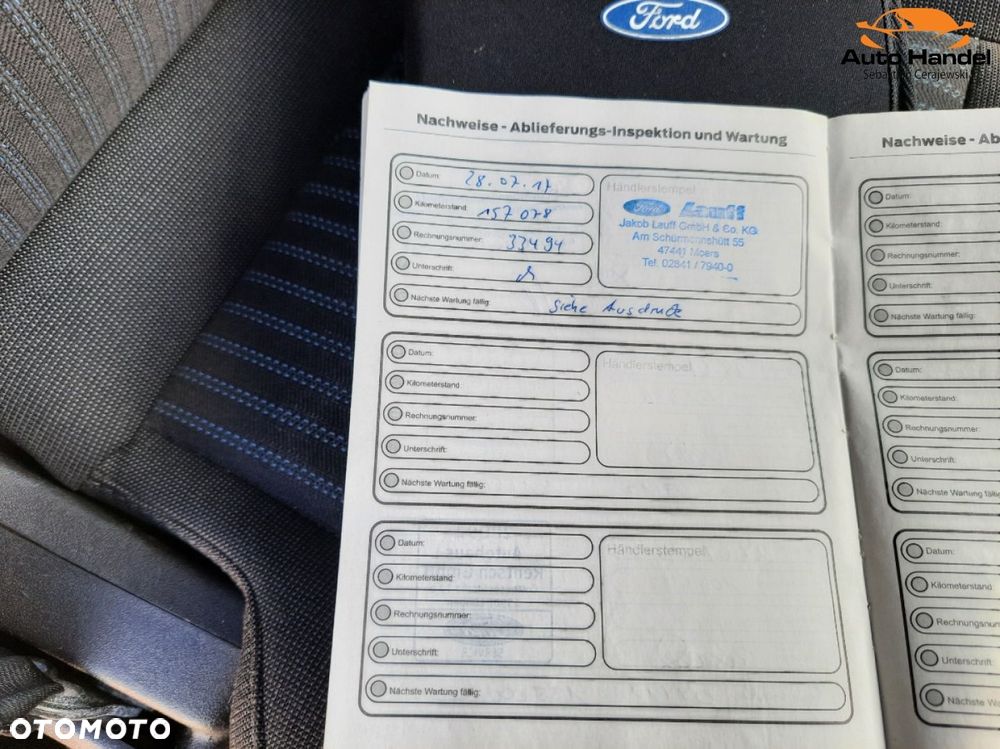 Ford
Auto Handel
Sebastian Cerajewski
Nachweise - Ablieferungs-Inspektion und Wartung
Datum: 28.07.17
Kilometerstand: 157078
Rechnungsnummer: 33494
Unterschrift:
Nächste Wartung fällig: Siehe Ausdruck
Händlerstempel
Ford Lauff
Jakob Lauff GmbH & Co. KG
Am Schürmannshütt 55
47441 Moers
Tel. 02841 / 7940-0
Datum:
Kilometerstand:
Rechnungsnummer:
Unterschrift:
Nächste Wartung fällig:
Händlerstempel
Datum:
Kilometerstand:
Rechnungsnummer:
Unterschrift:
Nächste Wartung fällig:
Händlerstempel
Nachweise - Ab
Datum:
Kilometerstand:
Rechnungsnummer:
Unterschrift:
Nächste Wartung fällig:
Datum:
Kilometerstand:
Rechnungsnummer:
Unterschrift:
Nächste Wartung fällig
Datum:
Kilometerstand
Rechnungsnum
Unterschrift:
Nächste Wa
OTOMOTO